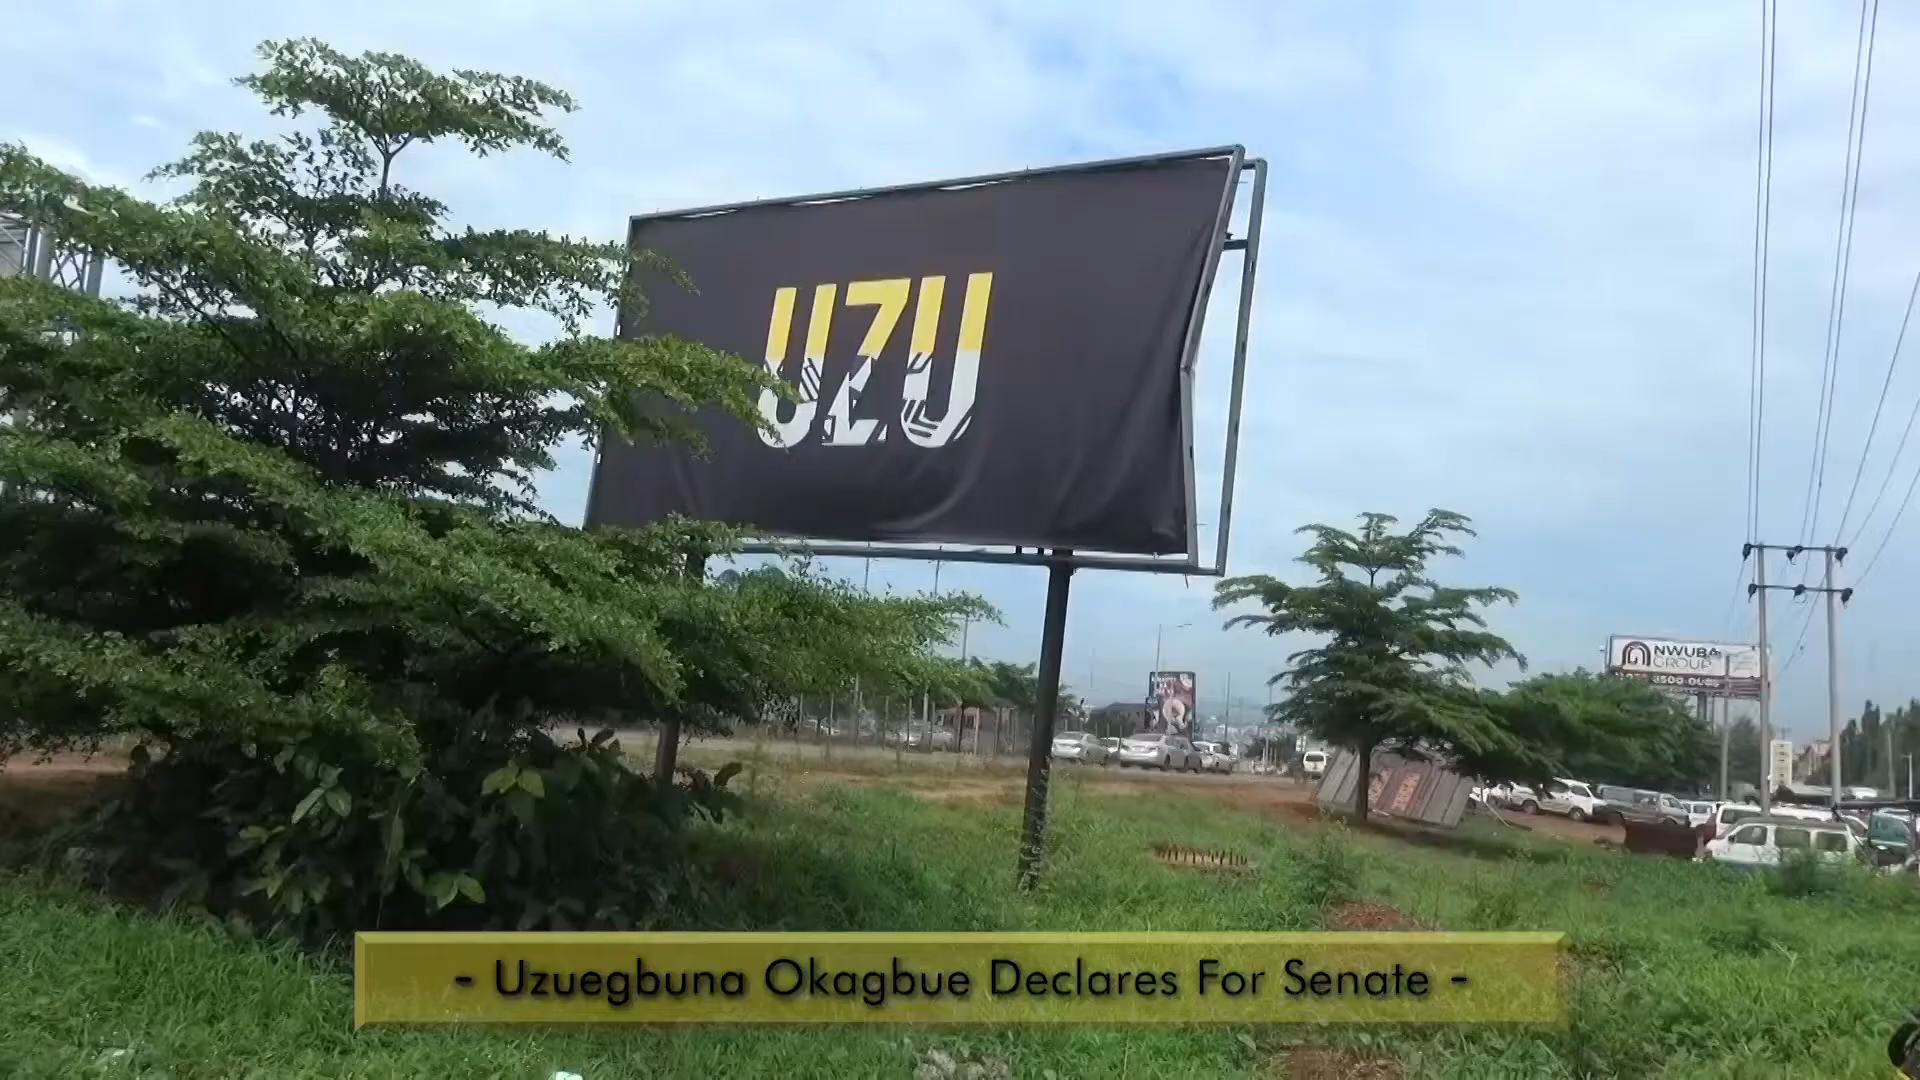 UZU
NWUBA
GROUP
- Uzuegbuna Okagbue Declares For Senate -